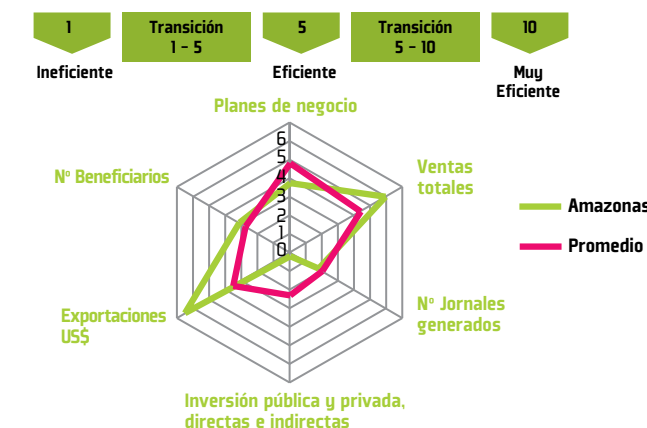 1
Transición
1 - 5
5
Transición
5 - 10
10
Ineficiente
Eficiente
Muy
Eficiente
Planes de negocio
Nº Beneficiarios
Ventas
totales
6
5
4
3
2
1
0
Amazonas
Promedio
Exportaciones
US$
Nº Jornales
generados
Inversión pública y privada,
directas e indirectas